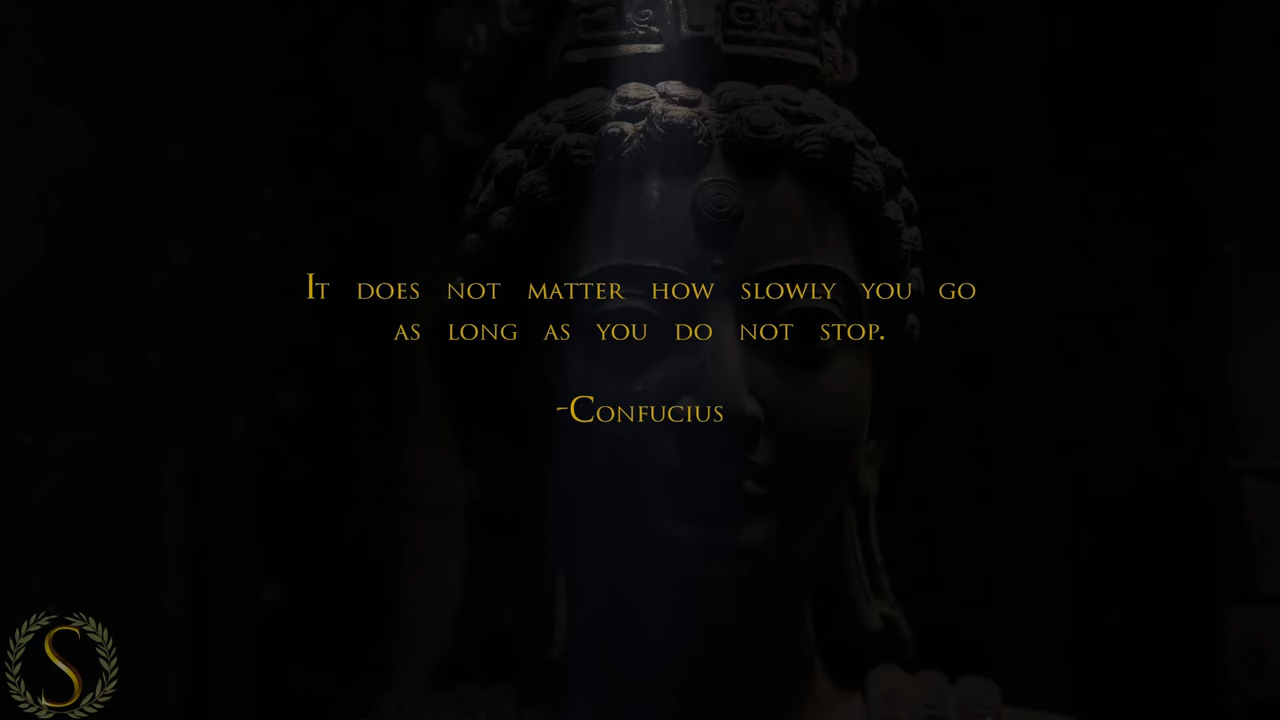 It does not matter how slowly you go
as long as you do not stop.
-Confucius
S